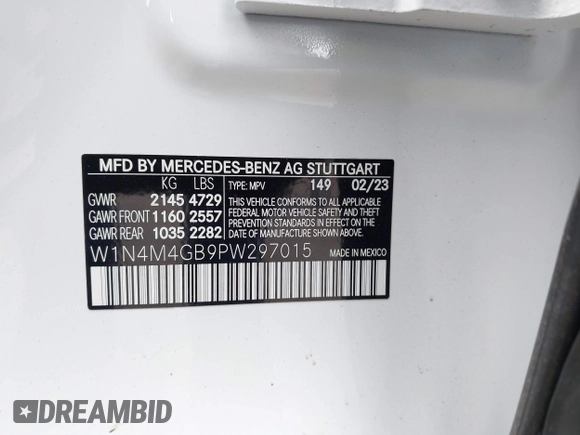 MFD BY MERCEDES-BENZ AG STUTTGART
KG LBS TYPE: MPV 149 02/23
GWR 2145 4729
GAWR FRONT 1160 2557
GAWR REAR 1035 2282
THIS VEHICLE CONFORMS TO ALL APPLICABLE
FEDERAL MOTOR VEHICLE SAFETY AND
THEFT PREVENTION STANDARDS IN EFFECT
ON THE DATE OF MANUFACTURE SHOWN ABOVE.
W1N4M4GB9PW297015 MADE IN MEXICO
DREAMBID